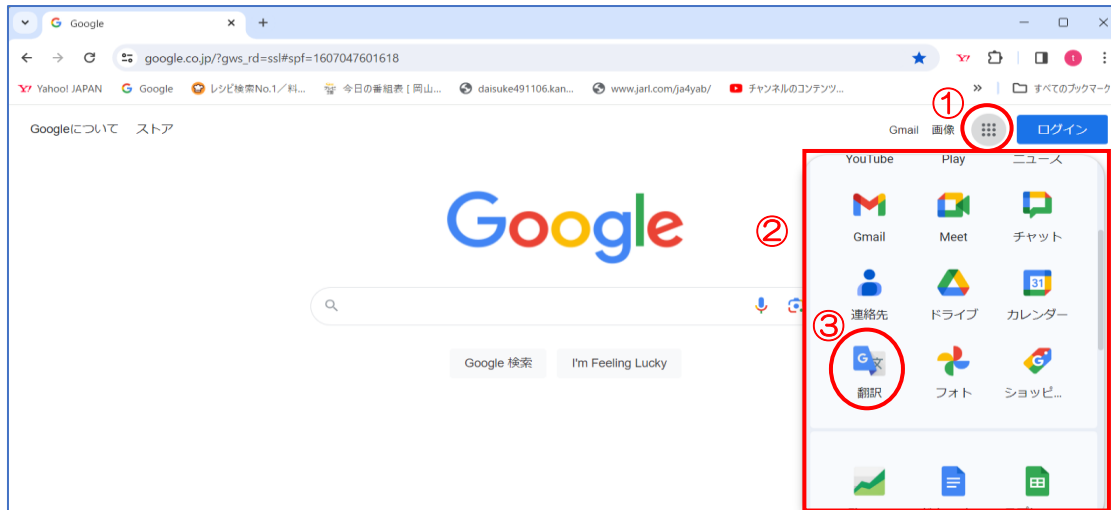 Google
google.co.jp/?gws_rd=ssl#spf=1607047601618
Yahoo! JAPAN Google レシピ検索No.1／料... 今日の番組表 [ 岡山... daisuke491106.kan... www.jarl.com/ja4yab/ チャンネルのコンテンツ... » すべてのブックマーク
①
Googleについて ストア Gmail 画像 ログイン
YouTube Play ニュース
Google
②
Gmail Meet チャット
31
連絡先 ドライブ カレンダー
③
翻訳 フォト ショッピ...
Google 検索 I'm Feeling Lucky